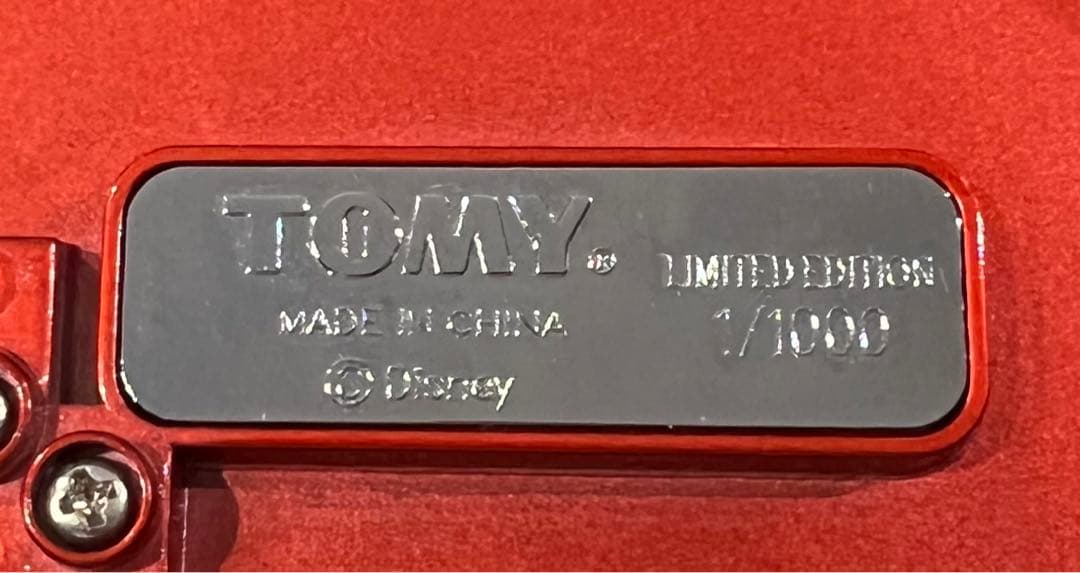 TOMY®
MADE IN CHINA
© Disney
LIMITED EDITION
1/1000